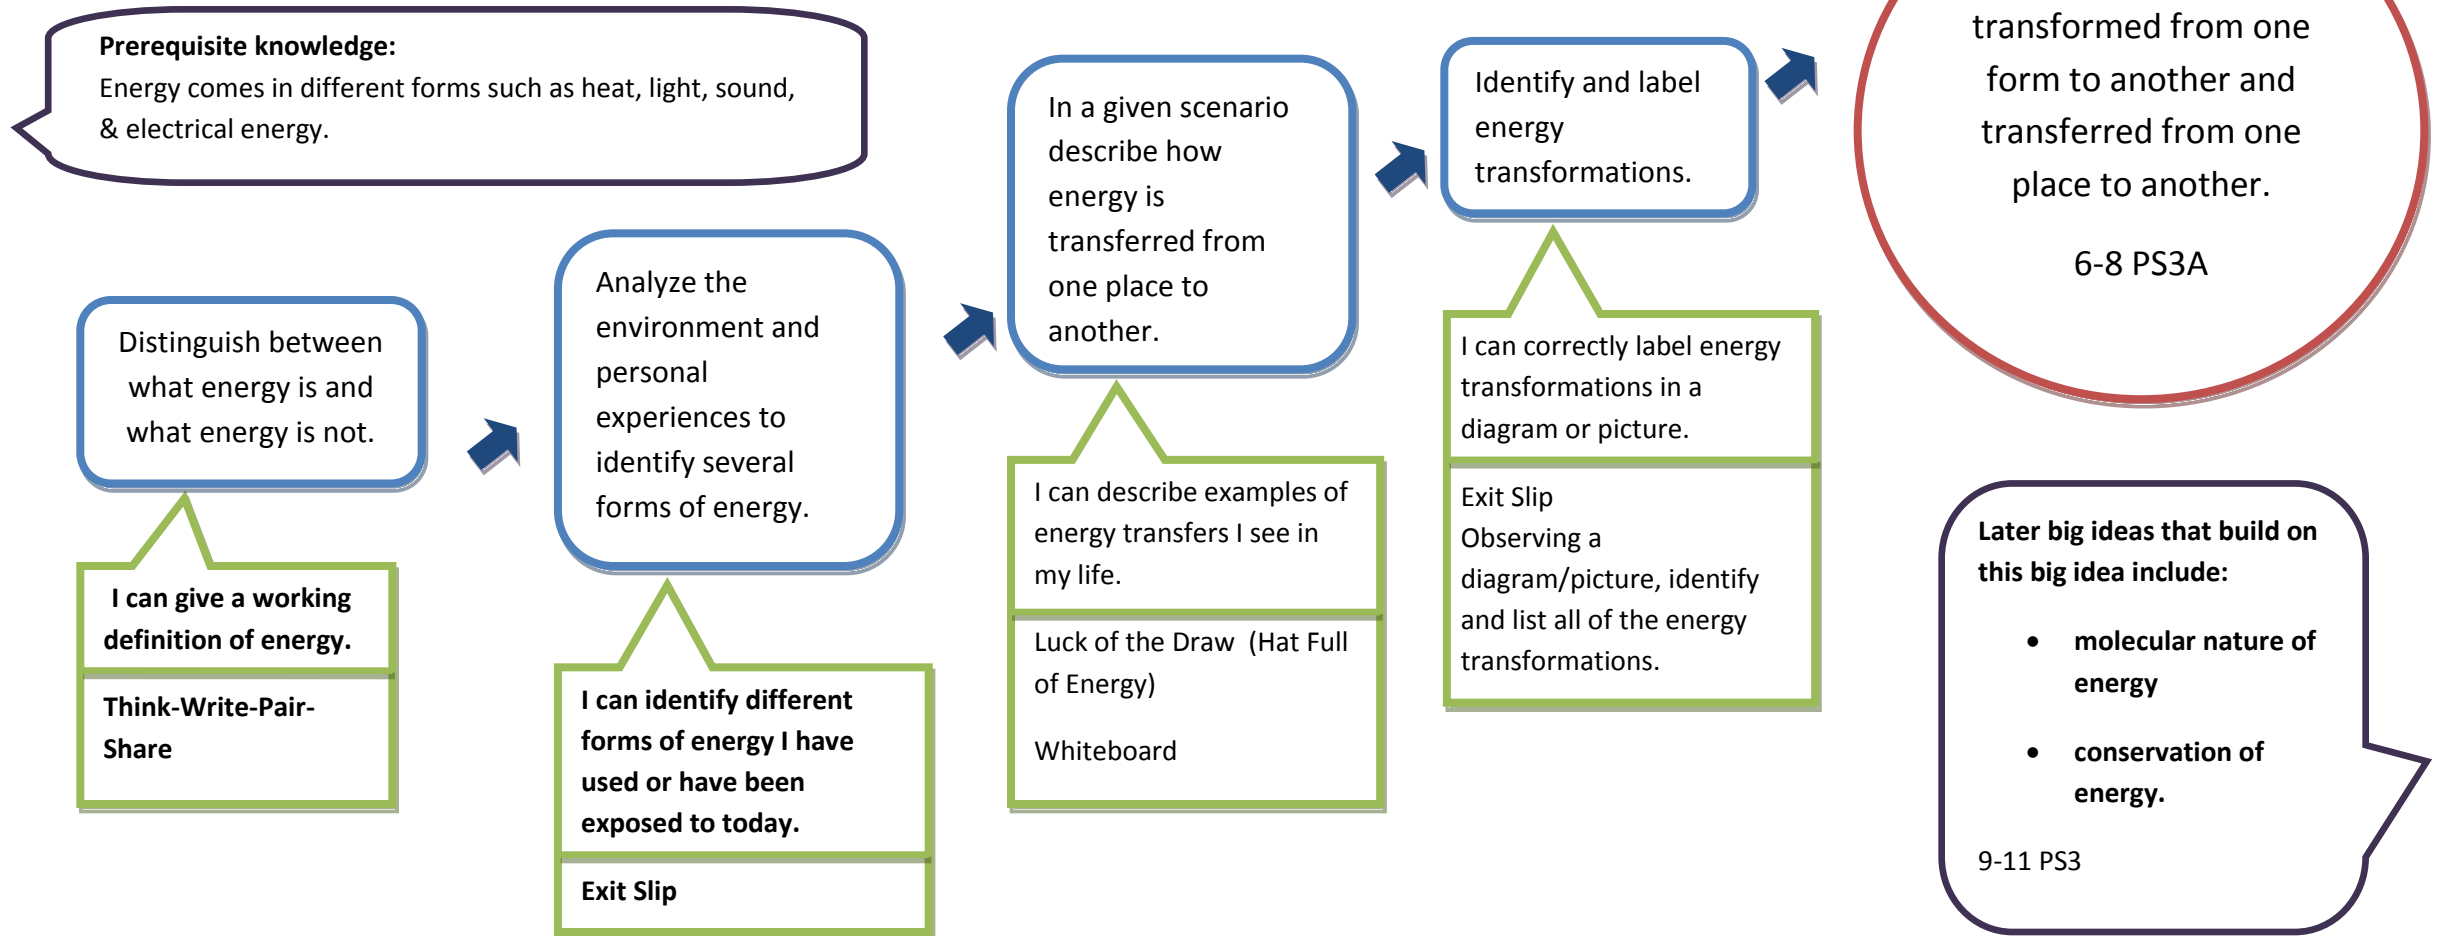 Prerequisite knowledge:
Energy comes in different forms such as heat, light, sound,
& electrical energy.
Distinguish between
what energy is and
what energy is not.
I can give a working
definition of energy.
Think-Write-Pair-
Share
Analyze the
environment and
personal
experiences to
identify several
forms of energy.
I can identify different
forms of energy I have
used or have been
exposed to today.
Exit Slip
In a given scenario
describe how
energy is
transferred from
one place to
another.
I can describe examples of
energy transfers I see in
my life.
Luck of the Draw  (Hat Full
of Energy)
Whiteboard
Identify and label
energy
transformations.
I can correctly label energy
transformations in a
diagram or picture.
Exit Slip
Observing a
diagram/picture, identify
and list all of the energy
transformations.
transformed from one
form to another and
transferred from one
place to another.
6-8 PS3A
Later big ideas that build on
this big idea include:
• molecular nature of
energy
• conservation of
energy.
9-11 PS3